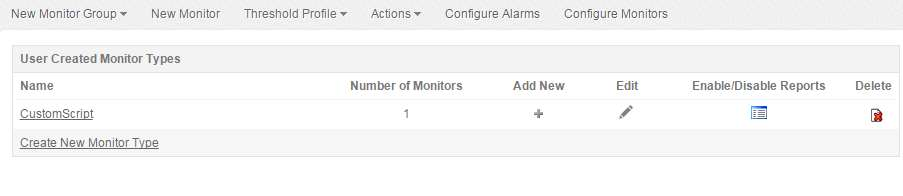 New Monitor Group New Monitor Threshold Profile Actions Configure Alarms Configure Monitors
User Created Monitor Types
Name Number of Monitors Add New Edit Enable/Disable Reports Delete
CustomScript 1
Create New Monitor Type